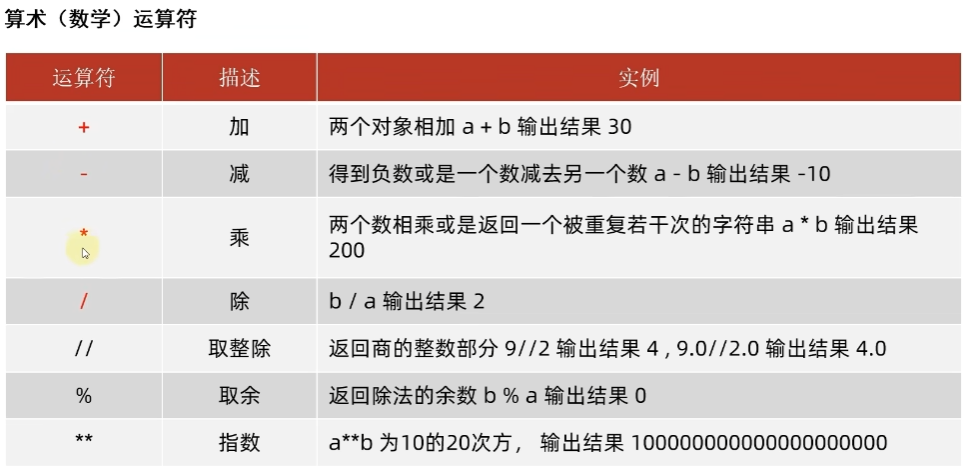 算术（数学）运算符
运算符 描述 实例
+ 加 两个对象相加 a + b 输出结果 30
- 减 得到负数或是一个数减去另一个数 a - b 输出结果 -10
* 乘 两个数相乘或是返回一个被重复若干次的字符串 a * b 输出结果
200
/ 除 b / a 输出结果 2
// 取整除 返回商的整数部分 9//2 输出结果 4 , 9.0//2.0 输出结果 4.0
% 取余 返回除法的余数 b % a 输出结果 0
** 指数 a**b 为10的20次方， 输出结果 100000000000000000000